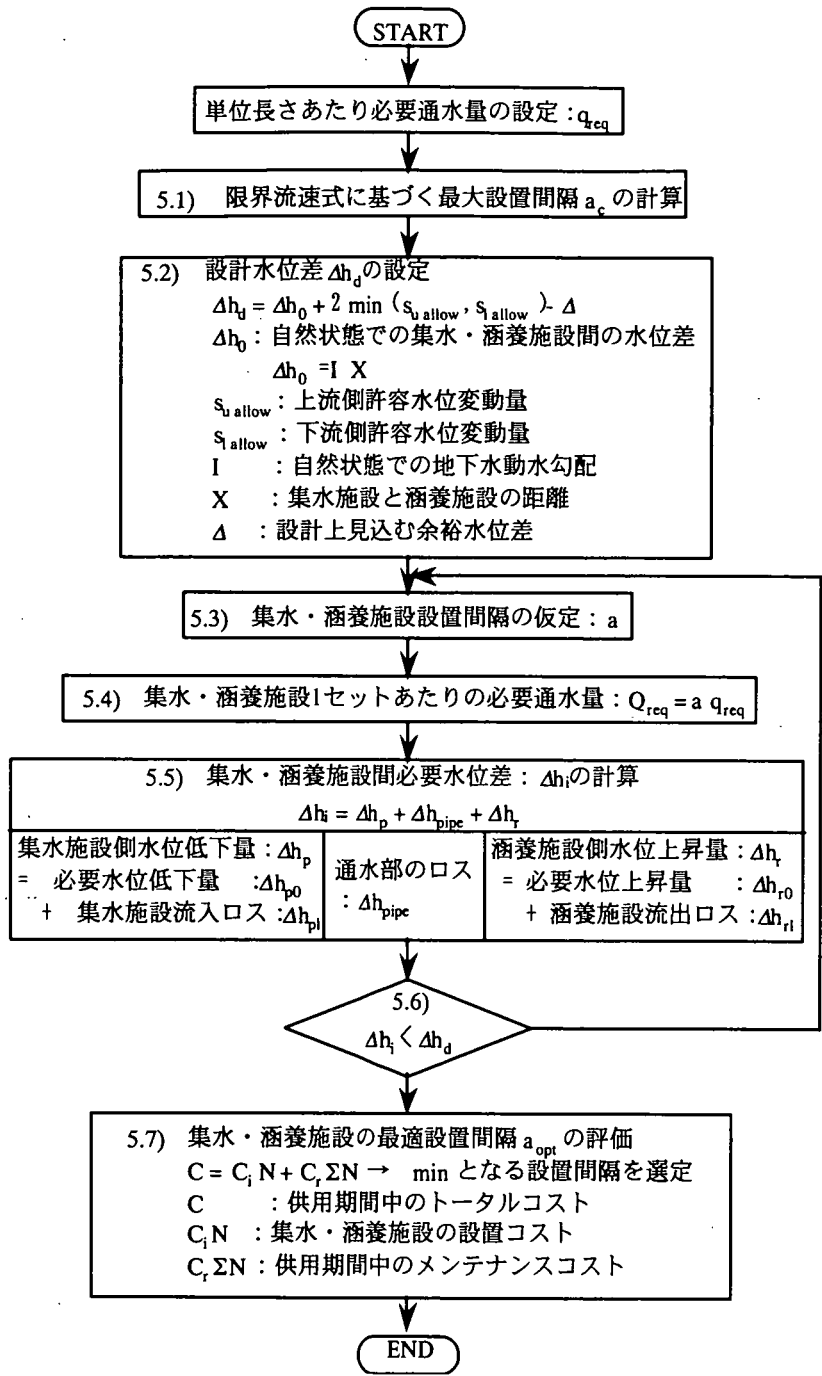 START
単位長さあたり必要通水量の設定：q_req
5.1) 限界流速式に基づく最大設置間隔 a_c の計算
5.2) 設計水位差 Δh_d の設定
Δh_d = Δh_0 + 2 min (s_u allow, s_l allow) - Δ
Δh_0：自然状態での集水・涵養施設間の水位差
Δh_0 = I X
s_u allow：上流側許容水位変動量
s_l allow：下流側許容水位変動量
I ：自然状態での地下水動水勾配
X ：集水施設と涵養施設の距離
Δ ：設計上見込む余裕水位差
5.3) 集水・涵養施設設置間隔の仮定：a
5.4) 集水・涵養施設1セットあたりの必要通水量：Q_req = a q_req
5.5) 集水・涵養施設間必要水位差：Δh_iの計算
Δh_i = Δh_p + Δh_pipe + Δh_r
集水施設側水位低下量：Δh_p
= 必要水位低下量 ：Δh_p0
+ 集水施設流入ロス：Δh_pl
通水部のロス
：Δh_pipe
涵養施設側水位上昇量：Δh_r
= 必要水位上昇量 ：Δh_r0
+ 涵養施設流出ロス：Δh_rl
5.6)
Δh_i < Δh_d
5.7) 集水・涵養施設の最適設置間隔 a_opt の評価
C = C_i N + C_r ΣN → min となる設置間隔を選定
C ：供用期間中のトータルコスト
C_i N ：集水・涵養施設の設置コスト
C_r ΣN：供用期間中のメンテナンスコスト
END